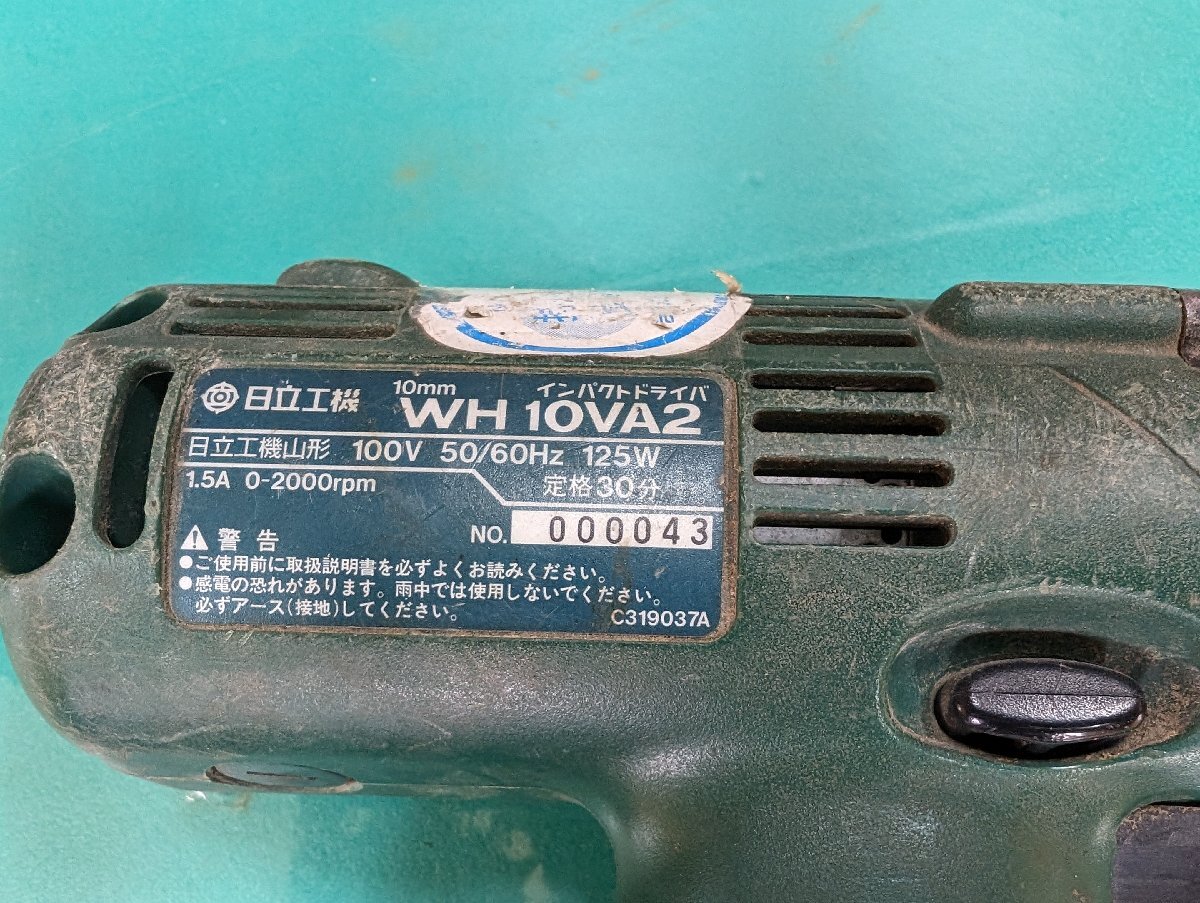 日立工機 10mm インパクトドライバ
WH 10VA2
日立工機山形 100V 50/60Hz 125W
1.5A 0-2000rpm 定格30分
NO. 000043
警告
●ご使用前に取扱説明書を必ずよくお読みください。
●感電の恐れがあります。雨中では使用しないでください。
必ずアース(接地)してください。
C319037A